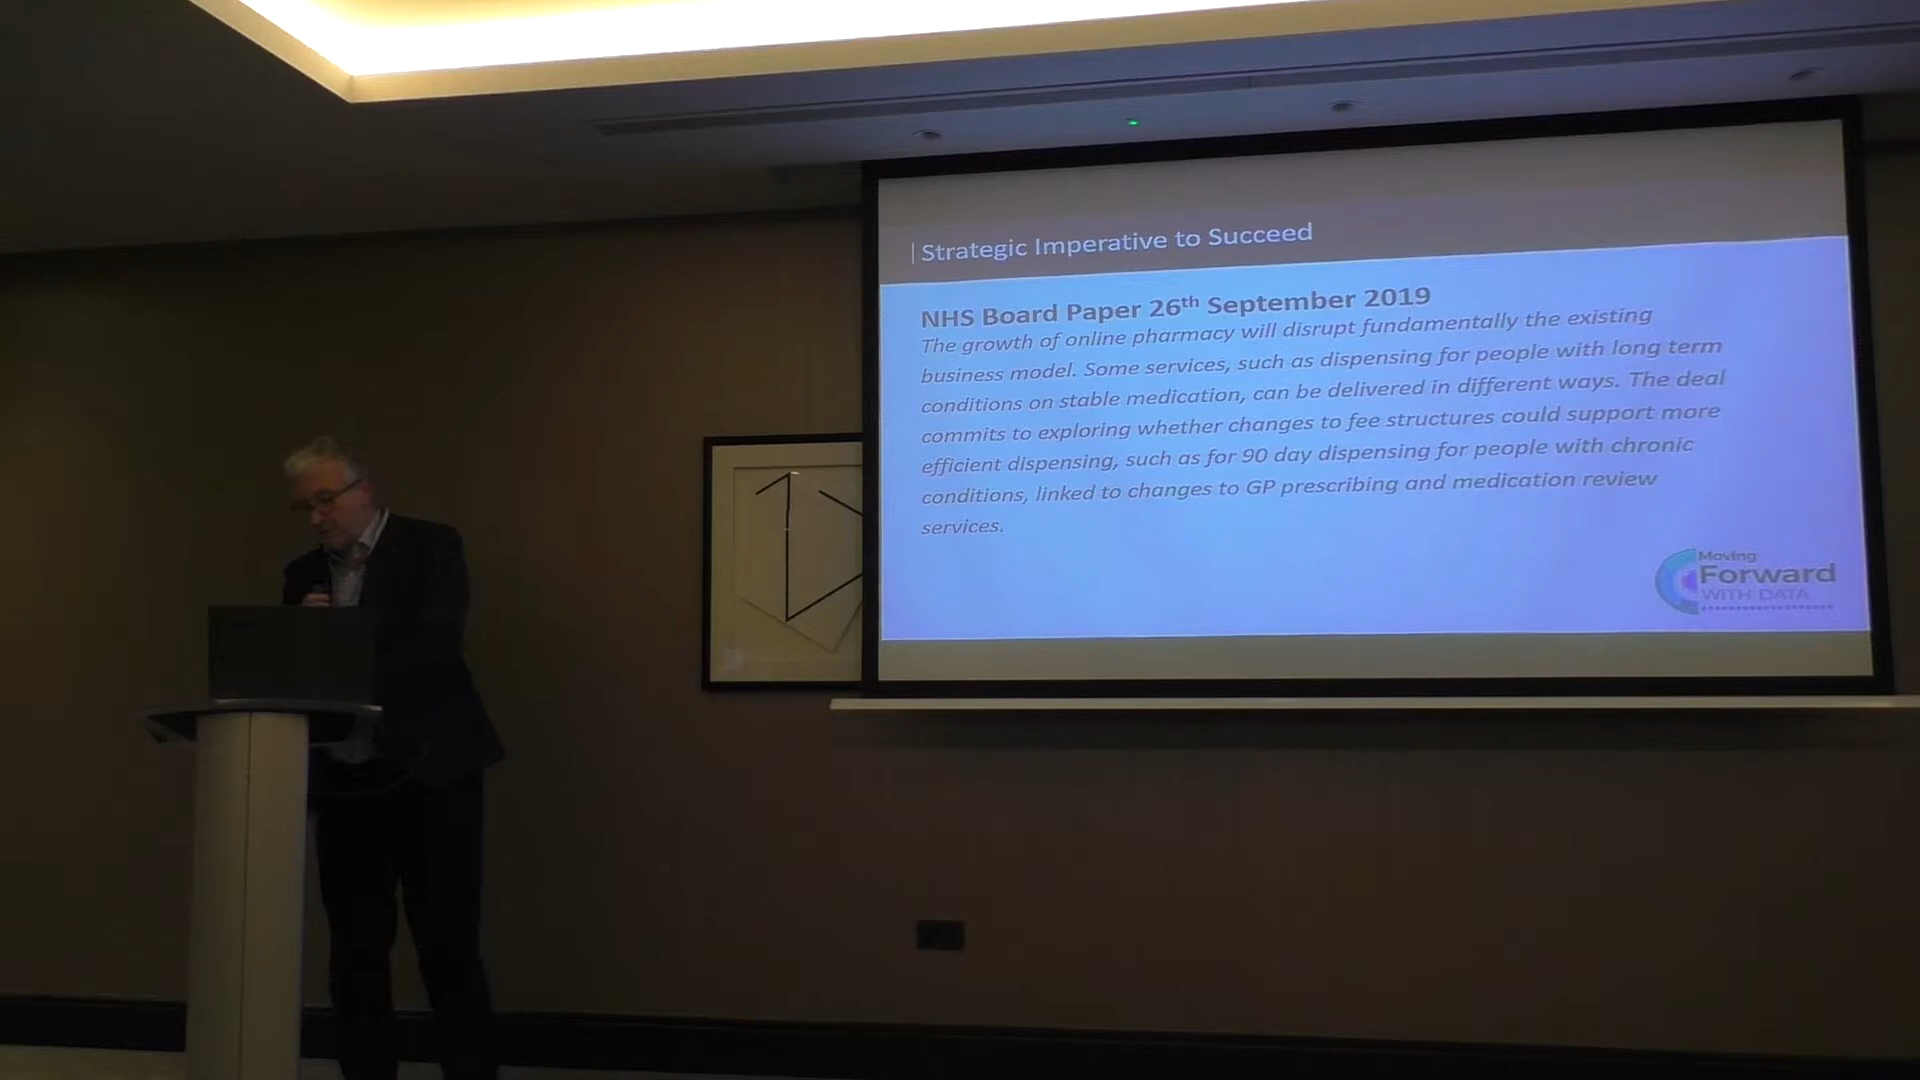 | Strategic Imperative to Succeed
NHS Board Paper 26th September 2019
The growth of online pharmacy will disrupt fundamentally the existing
business model. Some services, such as dispensing for people with long term
conditions on stable medication, can be delivered in different ways. The deal
commits to exploring whether changes to fee structures could support more
efficient dispensing, such as for 90 day dispensing for people with chronic
conditions, linked to changes to GP prescribing and medication review
services.
Moving
Forward
WITH DATA